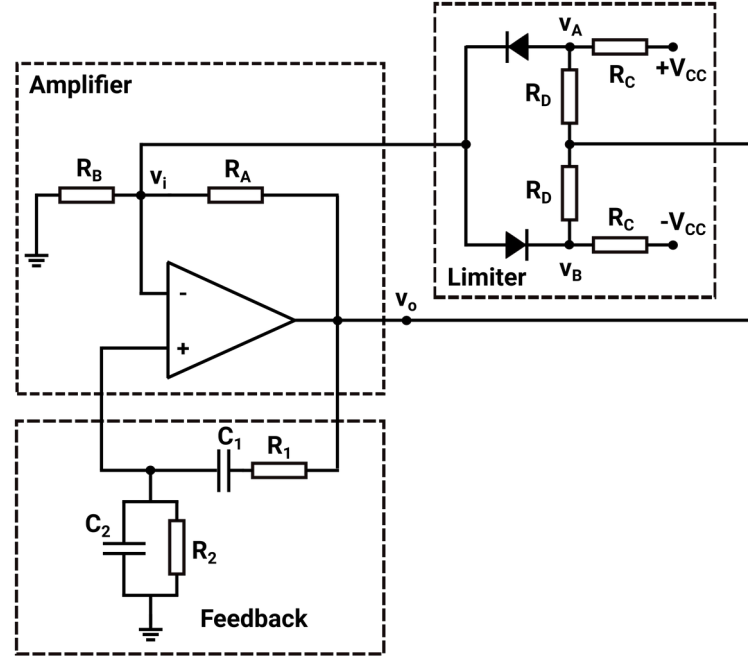 Amplifier
R_B
v_i
R_A
-
+
v_o
v_A
R_C
+V_CC
R_D
R_D
R_C
-V_CC
v_B
Limiter
C_1
R_1
C_2
R_2
Feedback